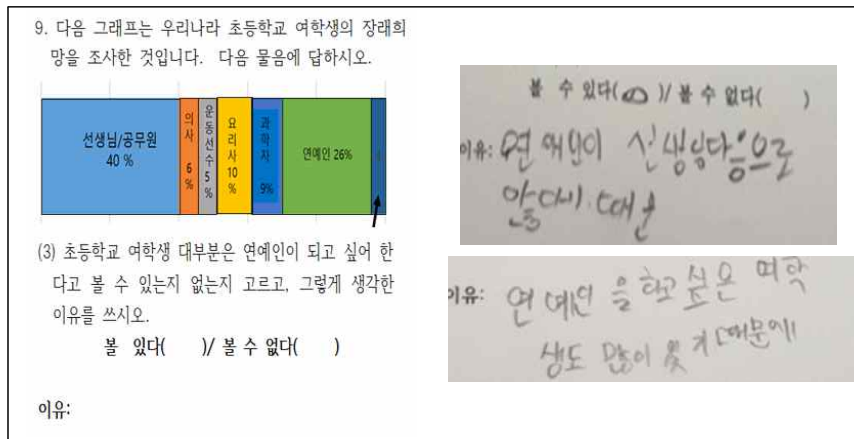 9. 다음 그래프는 우리나라 초등학교 여학생의 장래희
망을 조사한 것입니다. 다음 물음에 답하시오.
선생님/공무원
40 %
의사 6 %
운동선수 5 %
요리사 10 %
과학자 9%
연예인 26%
(3) 초등학교 여학생 대부분은 연예인이 되고 싶어 한
다고 볼 수 있는지 없는지 고르고, 그렇게 생각한
이유를 쓰시오.
볼 있다( )/ 볼 수 없다( )
이유:
볼 수 있다( )/ 볼 수 없다( )
이유: 연예인이 선생님다음으로
이유: 연예인을 하고 싶은 여학
생도 많이 있기 때문에